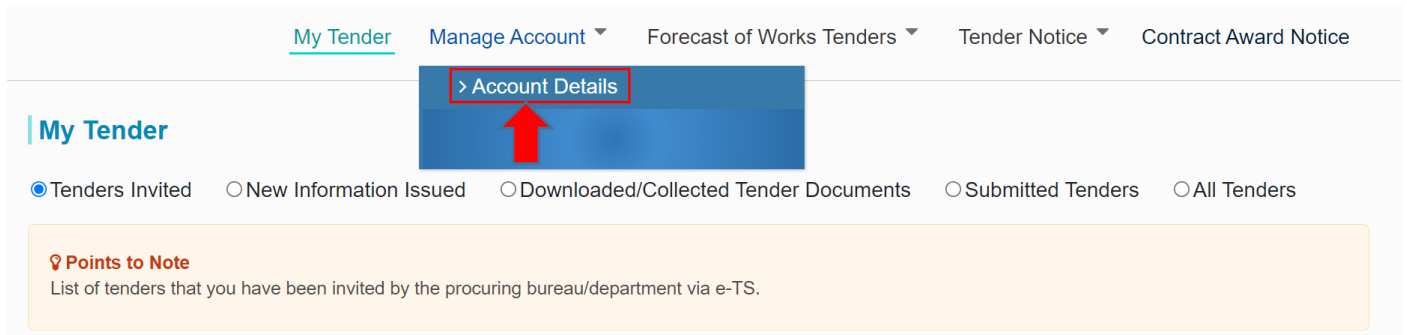 My Tender Manage Account Forecast of Works Tenders Tender Notice Contract Award Notice
> Account Details
My Tender
Tenders Invited New Information Issued Downloaded/Collected Tender Documents Submitted Tenders All Tenders
Points to Note
List of tenders that you have been invited by the procuring bureau/department via e-TS.